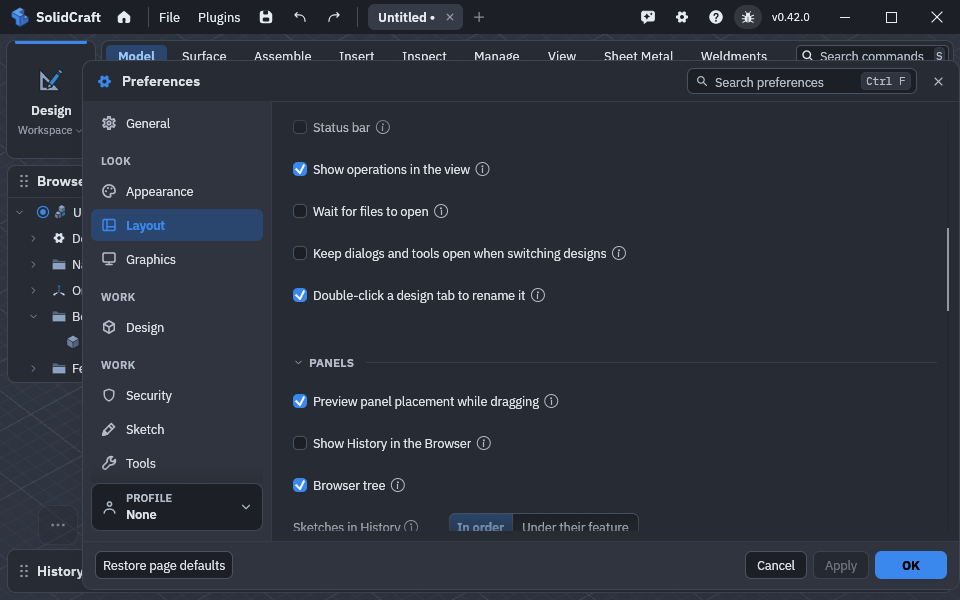 SolidCraft
File
Plugins
Untitled •
v0.42.0
Design
Workspace
Model
Surface
Assemble
Insert
Inspect
Manage
View
Sheet Metal
Weldments
Search commands
S
Preferences
Search preferences
Ctrl F
Browse
General
LOOK
Appearance
Layout
Graphics
WORK
Design
WORK
Security
Sketch
Tools
PROFILE
None
Status bar
Show operations in the view
Wait for files to open
Keep dialogs and tools open when switching designs
Double-click a design tab to rename it
PANELS
Preview panel placement while dragging
Show History in the Browser
Browser tree
Sketches in History
In order
Under their feature
History
Restore page defaults
Cancel
Apply
OK